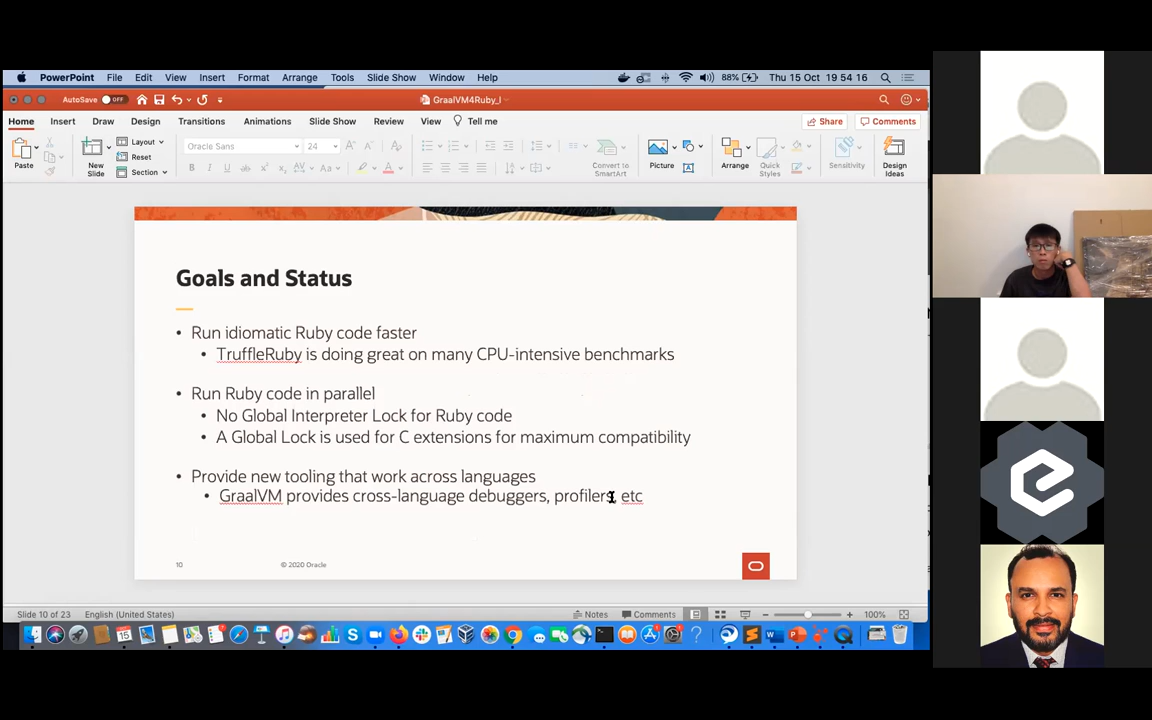 PowerPoint File Edit View Insert Format Arrange Tools Slide Show Window Help 88% Thu 15 Oct 19 54 16
AutoSave OFF GraalVM4Ruby_I
Home Insert Draw Design Transitions Animations Slide Show Review View Tell me Share Comments
Paste
New Slide
Layout
Reset
Section
Oracle Sans 24
Convert to SmartArt
Picture
Arrange
Quick Styles
Sensitivity
Design Ideas
Goals and Status
• Run idiomatic Ruby code faster
• TruffleRuby is doing great on many CPU-intensive benchmarks
• Run Ruby code in parallel
• No Global Interpreter Lock for Ruby code
• A Global Lock is used for C extensions for maximum compatibility
• Provide new tooling that work across languages
• GraalVM provides cross-language debuggers, profilers, etc
10 © 2020 Oracle
Slide 10 of 23 English (United States) Notes Comments 100%